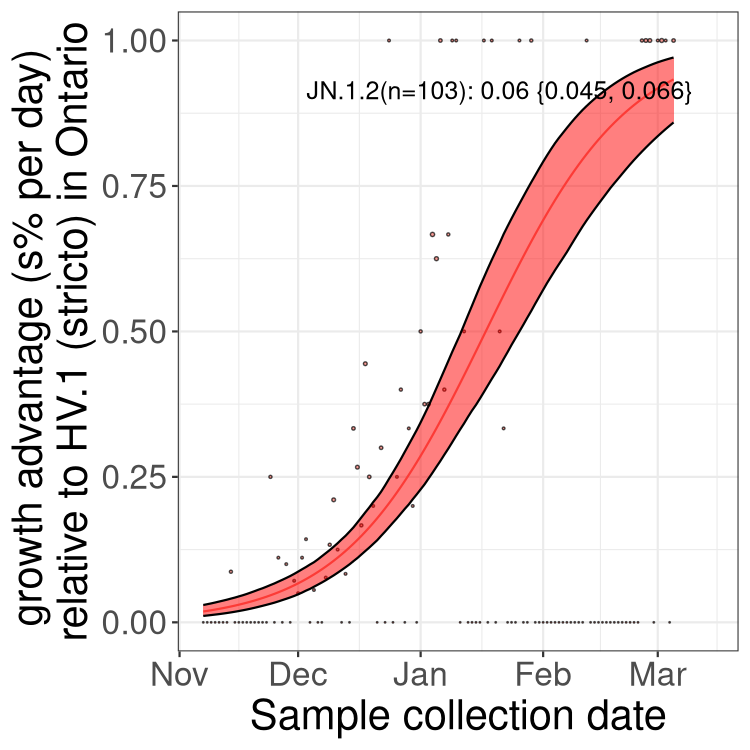 growth advantage (s% per day)
relative to HV.1 (stricto) in Ontario
1.00
0.75
0.50
0.25
0.00
JN.1.2(n=103): 0.06 {0.045, 0.066}
Nov Dec Jan Feb Mar
Sample collection date